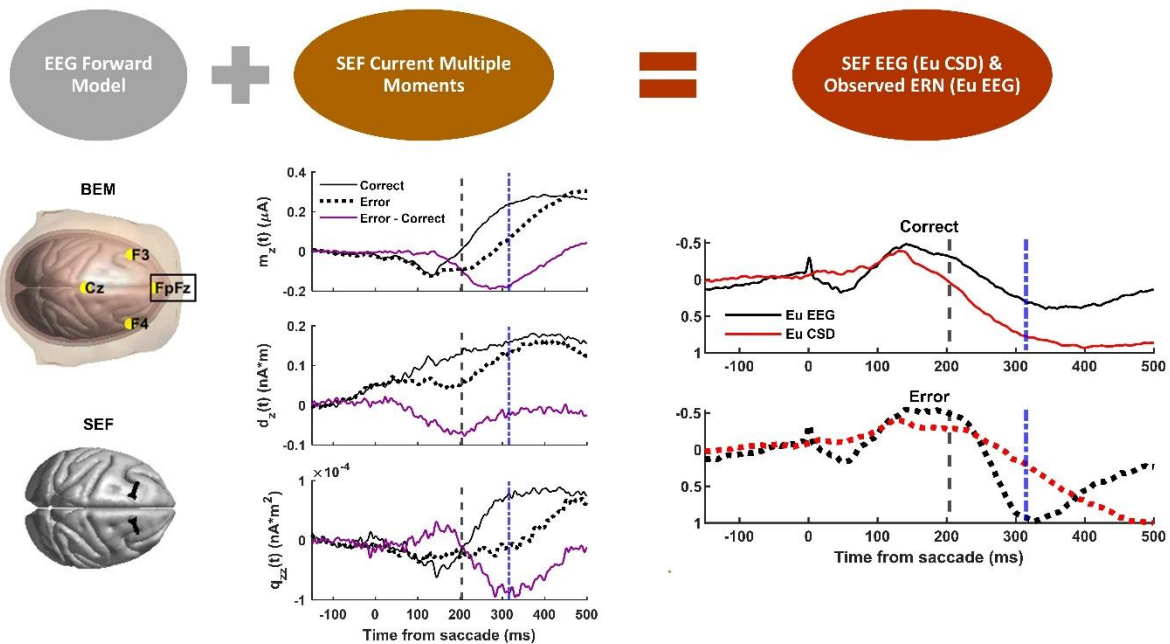 EEG Forward
Model
SEF Current Multiple
Moments
SEF EEG (Eu CSD) &
Observed ERN (Eu EEG)
BEM
F3
Cz
FpFz
F4
SEF
0.4
0.2
0
-0.2
m_z(t) (μA)
Correct
Error
Error - Correct
0.2
0.1
0
-0.1
d_z(t) (nA*m)
×10⁻⁴
1
0
-1
q_zz(t) (nA*m²)
-100 0 100 200 300 400 500
Time from saccade (ms)
Correct
-0.5
0
0.5
1
Eu EEG
Eu CSD
-100 0 100 200 300 400 500
Error
-0.5
0
0.5
1
-100 0 100 200 300 400 500
Time from saccade (ms)